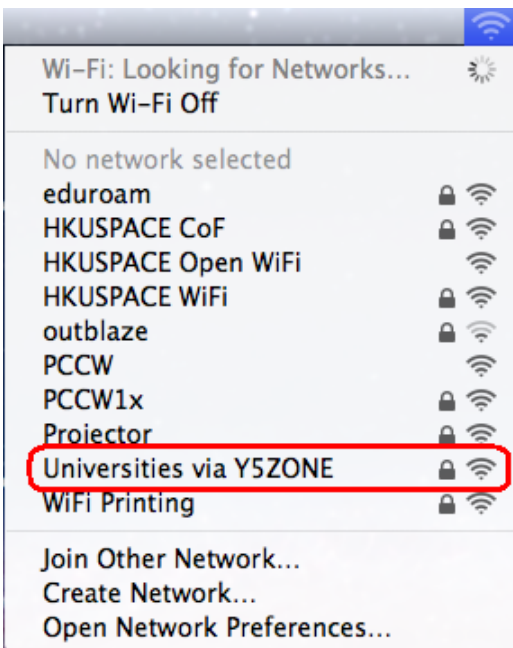 Wi-Fi: Looking for Networks...
Turn Wi-Fi Off
No network selected
eduroam
HKUSPACE CoF
HKUSPACE Open WiFi
HKUSPACE WiFi
outblaze
PCCW
PCCW1x
Projector
Universities via Y5ZONE
WiFi Printing
Join Other Network...
Create Network...
Open Network Preferences...